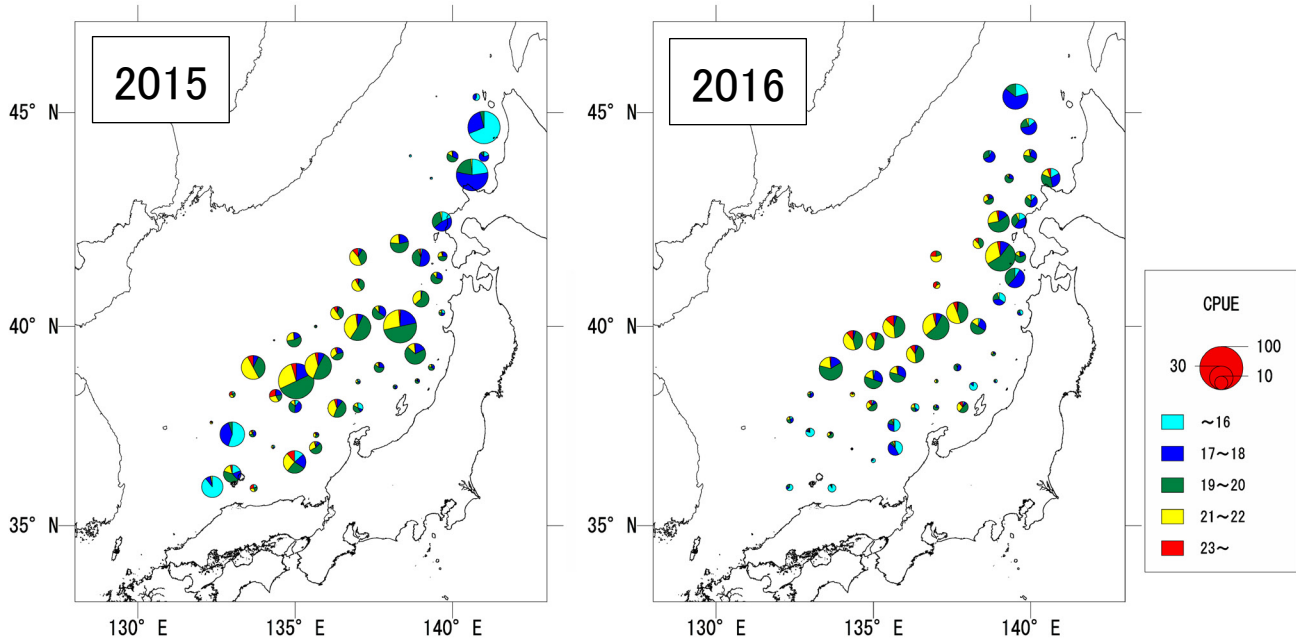 2015
2016
45° N
40° N
35° N
130° E
135° E
140° E
45° N
40° N
35° N
130° E
135° E
140° E
CPUE
100
30
10
～16
17～18
19～20
21～22
23～